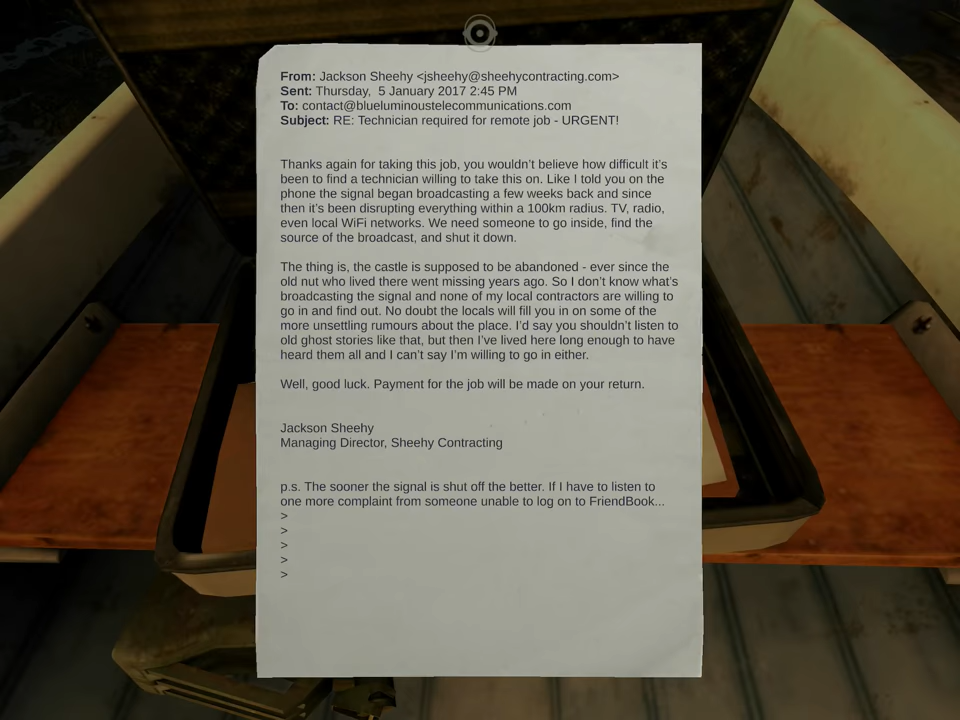 From: Jackson Sheehy <jsheehy@sheehycontracting.com>
Sent: Thursday,  5 January 2017 2:45 PM
To: contact@blueluminoustelecommunications.com
Subject: RE: Technician required for remote job - URGENT!
Thanks again for taking this job, you wouldn't believe how difficult it's
been to find a technician willing to take this on. Like I told you on the
phone the signal began broadcasting a few weeks back and since
then it's been disrupting everything within a 100km radius. TV, radio,
even local WiFi networks. We need someone to go inside, find the
source of the broadcast, and shut it down.
The thing is, the castle is supposed to be abandoned - ever since the
old nut who lived there went missing years ago. So I don't know what's
broadcasting the signal and none of my local contractors are willing to
go in and find out. No doubt the locals will fill you in on some of the
more unsettling rumours about the place. I'd say you shouldn't listen to
old ghost stories like that, but then I've lived here long enough to have
heard them all and I can't say I'm willing to go in either.
Well, good luck. Payment for the job will be made on your return.
Jackson Sheehy
Managing Director, Sheehy Contracting
p.s. The sooner the signal is shut off the better. If I have to listen to
one more complaint from someone unable to log on to FriendBook...
>
>
>
>
>